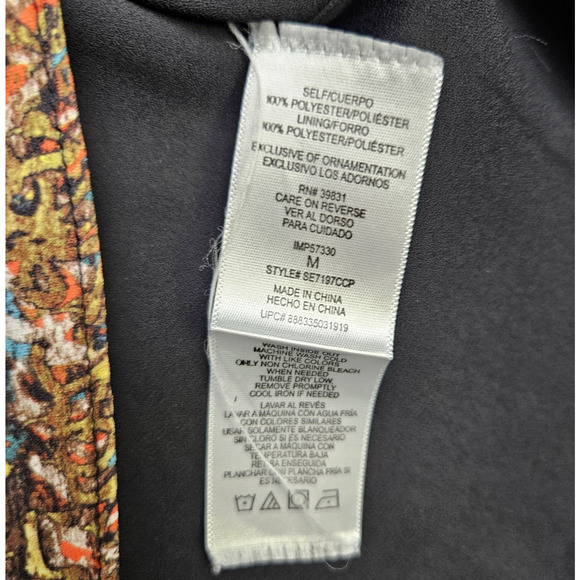 SELF/CUERPO
100% POLYESTER/POLIÉSTER
LINING/FORRO
100% POLYESTER/POLIÉSTER
EXCLUSIVE OF ORNAMENTATION
EXCLUSIVO LOS ADORNOS
RN# 39831
CARE ON REVERSE
VER AL DORSO
PARA CUIDADO
IMP57330
M
STYLE# SE7197CCP
MADE IN CHINA
HECHO EN CHINA
UPC# 888335031919
WASH INSIDE OUT
MACHINE WASH COLD
WITH LIKE COLORS
ONLY NON CHLORINE BLEACH
WHEN NEEDED
TUMBLE DRY LOW
REMOVE PROMPTLY
COOL IRON IF NEEDED
LAVAR AL REVÉS
LAVAR A MÁQUINA CON AGUA FRÍA
CON COLORES SIMILARES
USAR SOLAMENTE BLANQUEADOR
SIN CLORO SI ES NECESARIO
SECAR A MÁQUINA
TEMPERATURA BAJA
RETIRA ENSEGUIDA
PLANCHAR CON PLANCHA FRÍA SI
ES NECESARIO